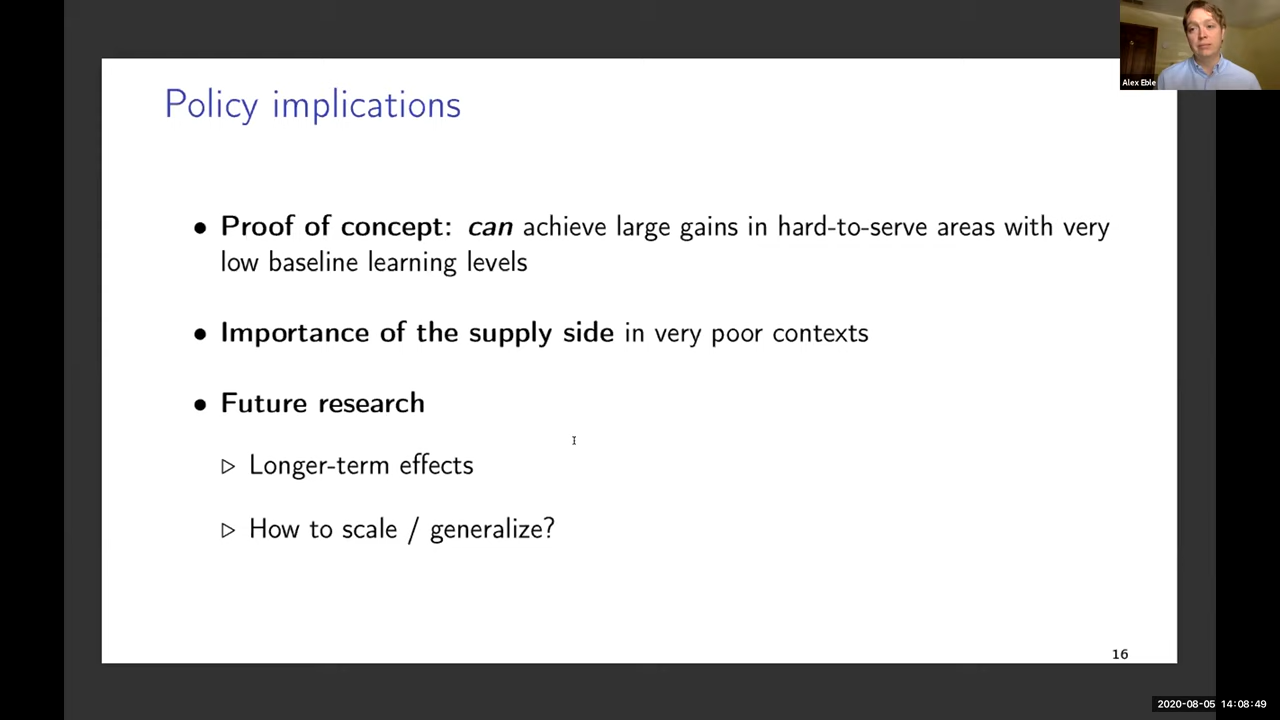 Alex Eble
Policy implications
• Proof of concept: can achieve large gains in hard-to-serve areas with very
low baseline learning levels
• Importance of the supply side in very poor contexts
• Future research
▷ Longer-term effects
▷ How to scale / generalize?
16
2020-08-05 14:08:49